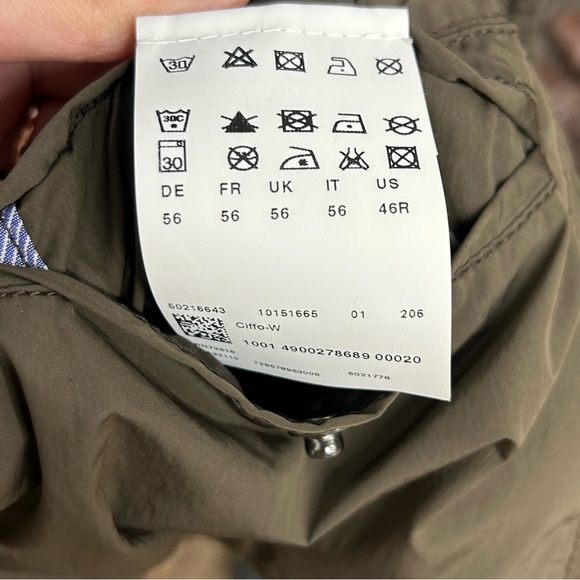 30
30C
30
DE FR UK IT US
56 56 56 56 46R
50216643 10151665 01 206
Ciffo-W
1001 4900278689 00020